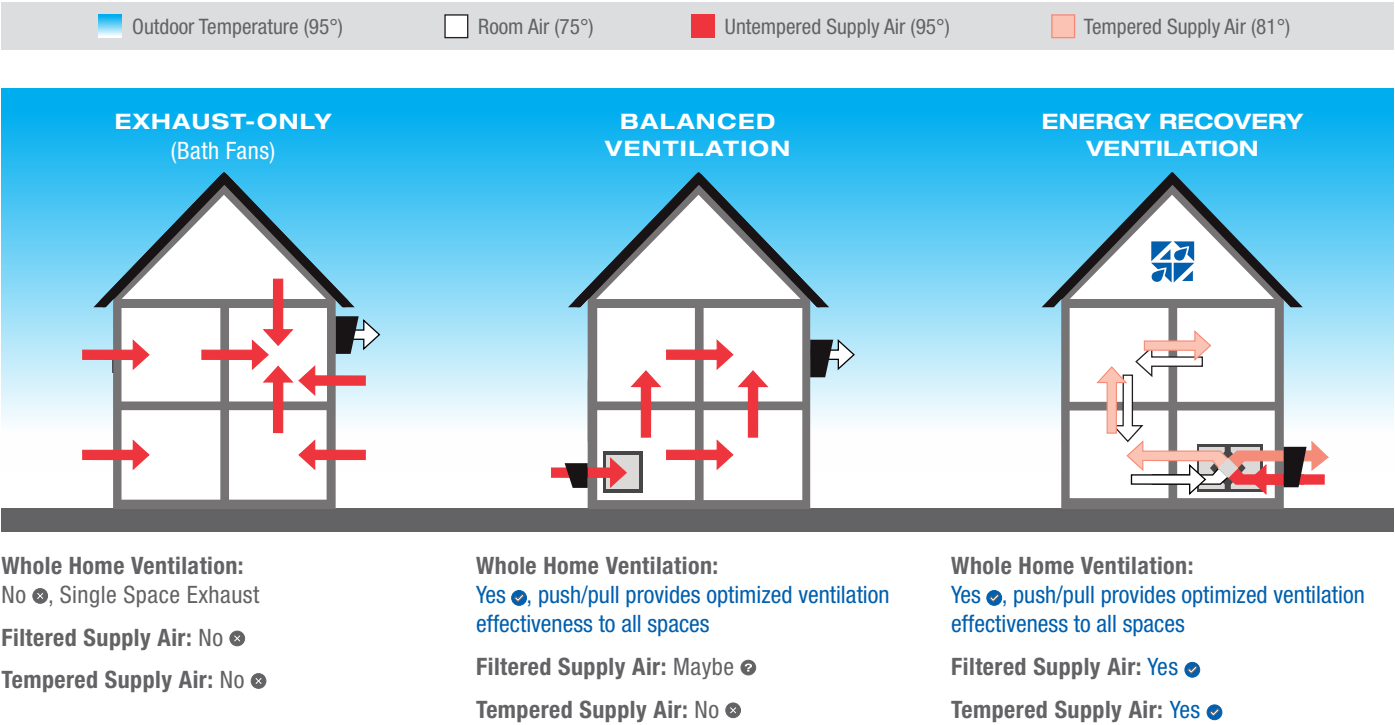 Outdoor Temperature (95°)
Room Air (75°)
Untempered Supply Air (95°)
Tempered Supply Air (81°)
EXHAUST-ONLY
(Bath Fans)
BALANCED
VENTILATION
ENERGY RECOVERY
VENTILATION
Whole Home Ventilation:
No, Single Space Exhaust
Filtered Supply Air: No
Tempered Supply Air: No
Whole Home Ventilation:
Yes, push/pull provides optimized ventilation
effectiveness to all spaces
Filtered Supply Air: Maybe ?
Tempered Supply Air: No
Whole Home Ventilation:
Yes, push/pull provides optimized ventilation
effectiveness to all spaces
Filtered Supply Air: Yes
Tempered Supply Air: Yes